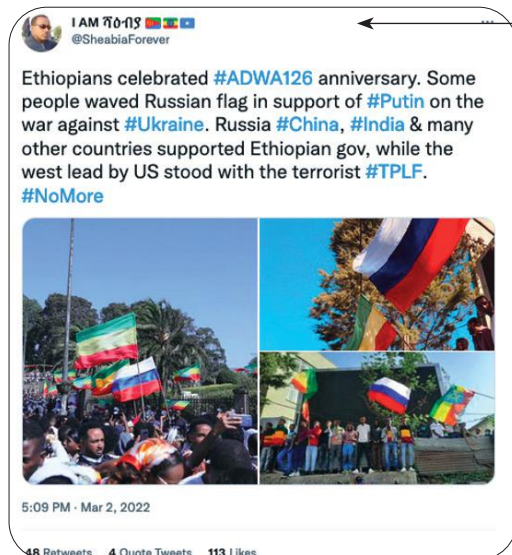 I AM ሻዕብያ 🇪🇷 🇪🇹 🇸🇴
@SheabiaForever
Ethiopians celebrated #ADWA126 anniversary. Some
people waved Russian flag in support of #Putin on the
war against #Ukraine. Russia #China, #India & many
other countries supported Ethiopian gov, while the
west lead by US stood with the terrorist #TPLF.
#NoMore
5:09 PM · Mar 2, 2022
48 Retweets 4 Quote Tweets 113 Likes